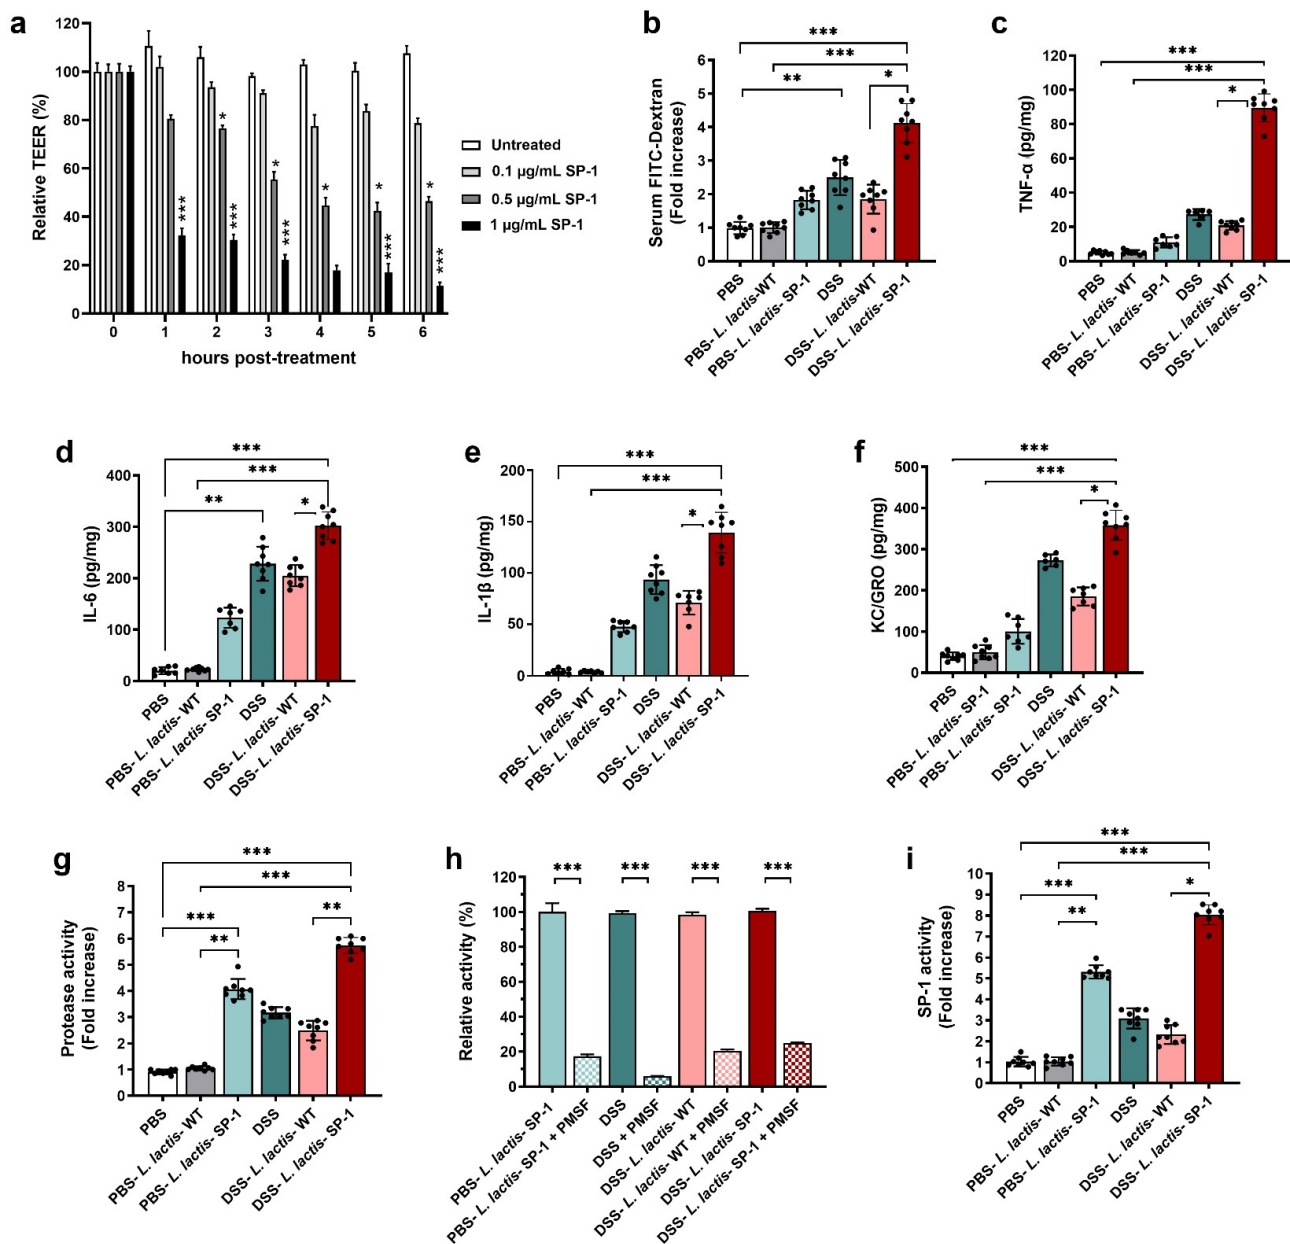 a
Relative TEER (%)
120
100
80
60
40
20
0
*
*
*
*
*
***
***
***
***
***
0 1 2 3 4 5 6
hours post-treatment
Untreated
0.1 µg/mL SP-1
0.5 µg/mL SP-1
1 µg/mL SP-1
b
Serum FITC-Dextran
(Fold increase)
6
5
4
3
2
1
0
***
***
**
*
PBS
PBS- L. lactis-WT
PBS- L. lactis- SP-1
DSS
DSS- L. lactis-WT
DSS- L. lactis- SP-1
c
TNF-α (pg/mg)
120
100
80
60
40
20
0
***
***
*
PBS
PBS- L. lactis- WT
PBS- L. lactis- SP-1
DSS
DSS- L. lactis- WT
DSS- L. lactis- SP-1
d
IL-6 (pg/mg)
400
300
200
100
0
***
***
**
*
PBS
PBS- L. lactis- WT
PBS- L. lactis- SP-1
DSS
DSS- L. lactis- WT
DSS- L. lactis- SP-1
e
IL-1β (pg/mg)
200
150
100
50
0
***
***
*
PBS
PBS- L. lactis- WT
PBS- L. lactis- SP-1
DSS
DSS- L. lactis- WT
DSS- L. lactis- SP-1
f
KC/GRO (pg/mg)
500
400
300
200
100
0
***
***
*
PBS
PBS- L. lactis- SP-1
PBS- L. lactis- SP-1
DSS
DSS- L. lactis- WT
DSS- L. lactis- SP-1
g
Protease activity
(Fold increase)
8
7
6
5
4
3
2
1
0
***
***
***
**
**
PBS
PBS- L. lactis- WT
PBS- L. lactis- SP-1
DSS
DSS- L. lactis- WT
DSS- L. lactis- SP-1
h
Relative activity (%)
120
100
80
60
40
20
0
*** *** *** ***
PBS- L. lactis- SP-1
PBS- L. lactis- SP-1 + PMSF
DSS
DSS + PMSF
DSS- L. lactis- WT
DSS- L. lactis- WT + PMSF
DSS- L. lactis- SP-1
DSS- L. lactis- SP-1 + PMSF
i
SP-1 activity
(Fold increase)
10
9
8
7
6
5
4
3
2
1
0
***
***
***
*
**
PBS
PBS- L. lactis- WT
PBS- L. lactis- SP-1
DSS
DSS- L. lactis- WT
DSS- L. lactis- SP-1